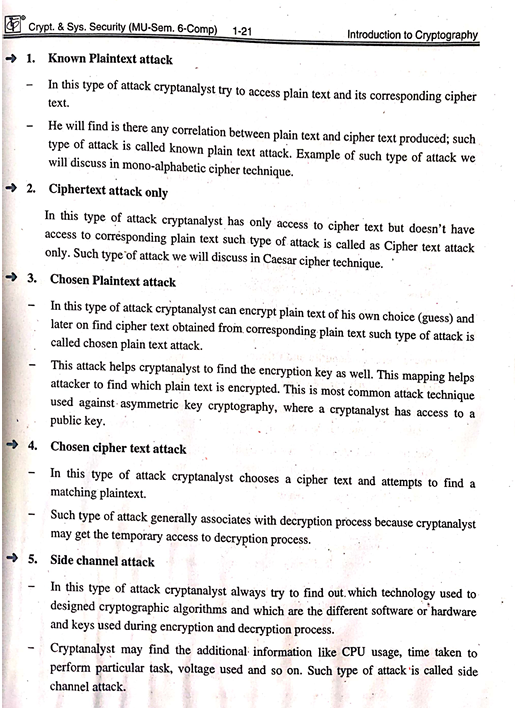 Crypt. & Sys. Security (MU-Sem. 6-Comp) 1-21 Introduction to Cryptography
→ 1. Known Plaintext attack
– In this type of attack cryptanalyst try to access plain text and its corresponding cipher
text.
– He will find is there any correlation between plain text and cipher text produced; such
type of attack is called known plain text attack. Example of such type of attack we
will discuss in mono-alphabetic cipher technique.
→ 2. Ciphertext attack only
In this type of attack cryptanalyst has only access to cipher text but doesn't have
access to corresponding plain text such type of attack is called as Cipher text attack
only. Such type of attack we will discuss in Caesar cipher technique.
→ 3. Chosen Plaintext attack
– In this type of attack cryptanalyst can encrypt plain text of his own choice (guess) and
later on find cipher text obtained from corresponding plain text such type of attack is
called chosen plain text attack.
– This attack helps cryptanalyst to find the encryption key as well. This mapping helps
attacker to find which plain text is encrypted. This is most common attack technique
used against asymmetric key cryptography, where a cryptanalyst has access to a
public key.
→ 4. Chosen cipher text attack
– In this type of attack cryptanalyst chooses a cipher text and attempts to find a
matching plaintext.
– Such type of attack generally associates with decryption process because cryptanalyst
may get the temporary access to decryption process.
→ 5. Side channel attack
– In this type of attack cryptanalyst always try to find out which technology used to
designed cryptographic algorithms and which are the different software or hardware
and keys used during encryption and decryption process.
– Cryptanalyst may find the additional information like CPU usage, time taken to
perform particular task, voltage used and so on. Such type of attack is called side
channel attack.